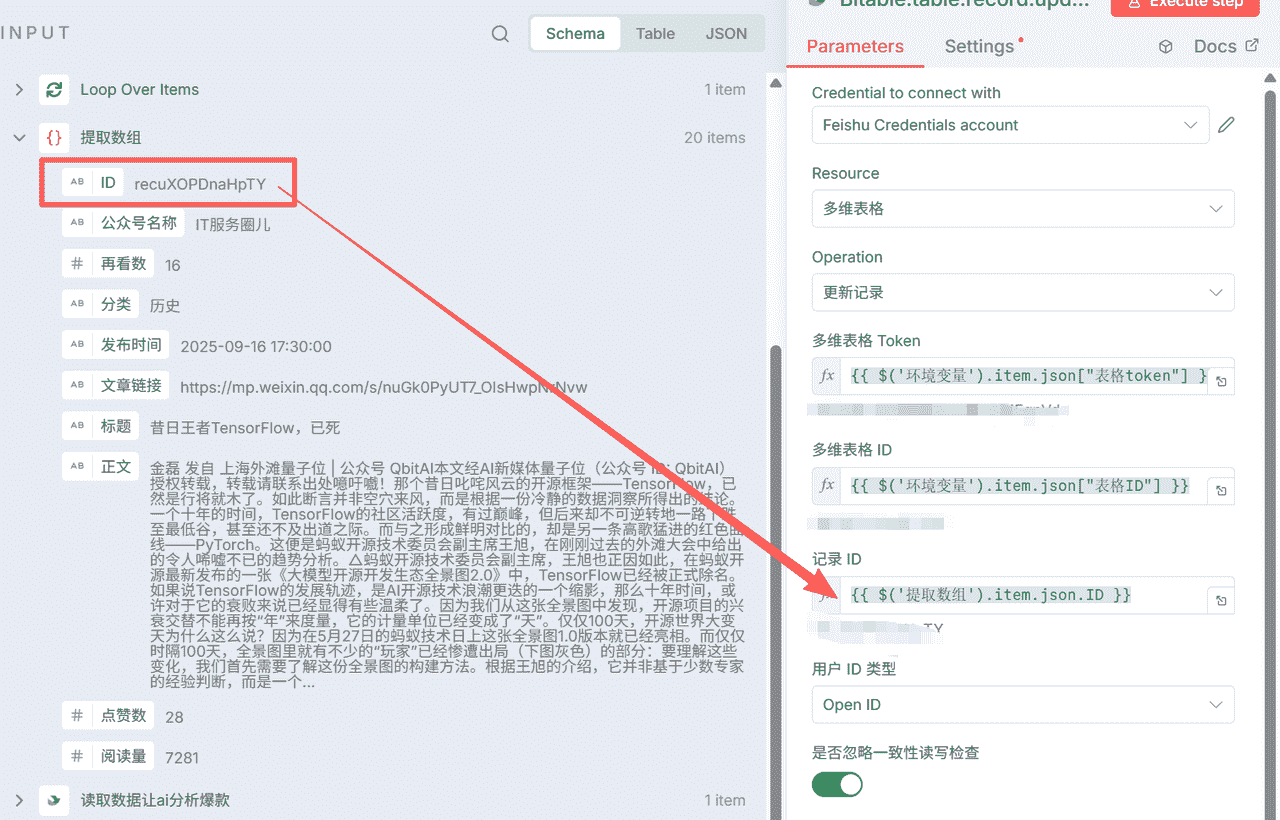 INPUT
Schema
Table
JSON
Loop Over Items
1 item
提取数组
20 items
AB ID recuXOPDnaHpTY
AB 公众号名称 IT服务圈儿
# 再看数 16
AB 分类 历史
AB 发布时间 2025-09-16 17:30:00
AB 文章链接
AB 标题 昔日王者TensorFlow，已死
AB 正文 金磊 发自 上海外滩量子位 | 公众号 QbitAI本文经AI新媒体量子位（公众号 ID: QbitAI）
授权转载，转载请联系出处噫吁嚱！那个昔日叱咤风云的开源框架——TensorFlow，已
然是行将就木了。如此断言并非空穴来风，而是根据一份冷静的数据洞察所得出的结论。
一个十年的时间，TensorFlow的社区活跃度，有过巅峰，但后来却不可逆转地一路下跌
至最低谷，甚至还不及出道之际。而与之形成鲜明对比的，却是另一条高歌猛进的红色曲
线——PyTorch。这便是蚂蚁开源技术委员会副主席王旭，在刚刚过去的外滩大会中给出
的令人唏嘘不已的趋势分析。△蚂蚁开源技术委员会副主席，王旭也正因如此，在蚂蚁开
源最新发布的一张《大模型开源开发生态全景图2.0》中，TensorFlow已经被正式除名。
如果说TensorFlow的发展轨迹，是AI开源技术浪潮更迭的一个缩影，那么十年时间，或
许对于它的衰败来说已经显得有些温柔了。因为我们从这张全景图中发现，开源项目的兴
衰交替不能再按“年”来度量，它的计量单位已经变成了“天”。仅仅100天，开源世界大变
天为什么这么说？因为在5月27日的蚂蚁技术日上这张全景图1.0版本就已经亮相。而仅仅
时隔100天，全景图里就有不少的“玩家”已经惨遭出局（下图灰色）的部分：要理解这些
变化，我们首先需要了解这份全景图的构建方法。根据王旭的介绍，它并非基于少数专家
的经验判断，而是一个...
# 点赞数 28
# 阅读量 7281
读取数据让ai分析爆款
1 item
Bitable:table:record:upd...
Execute step
Parameters
Settings
Docs
Credential to connect with
Feishu Credentials account
Resource
多维表格
Operation
更新记录
多维表格 Token
fx {{ $('环境变量').item.json["表格token"] }
多维表格 ID
fx {{ $('环境变量').item.json["表格ID"] }}
记录 ID
{{ $('提取数组').item.json.ID }}
TY
用户 ID 类型
Open ID
是否忽略一致性读写检查